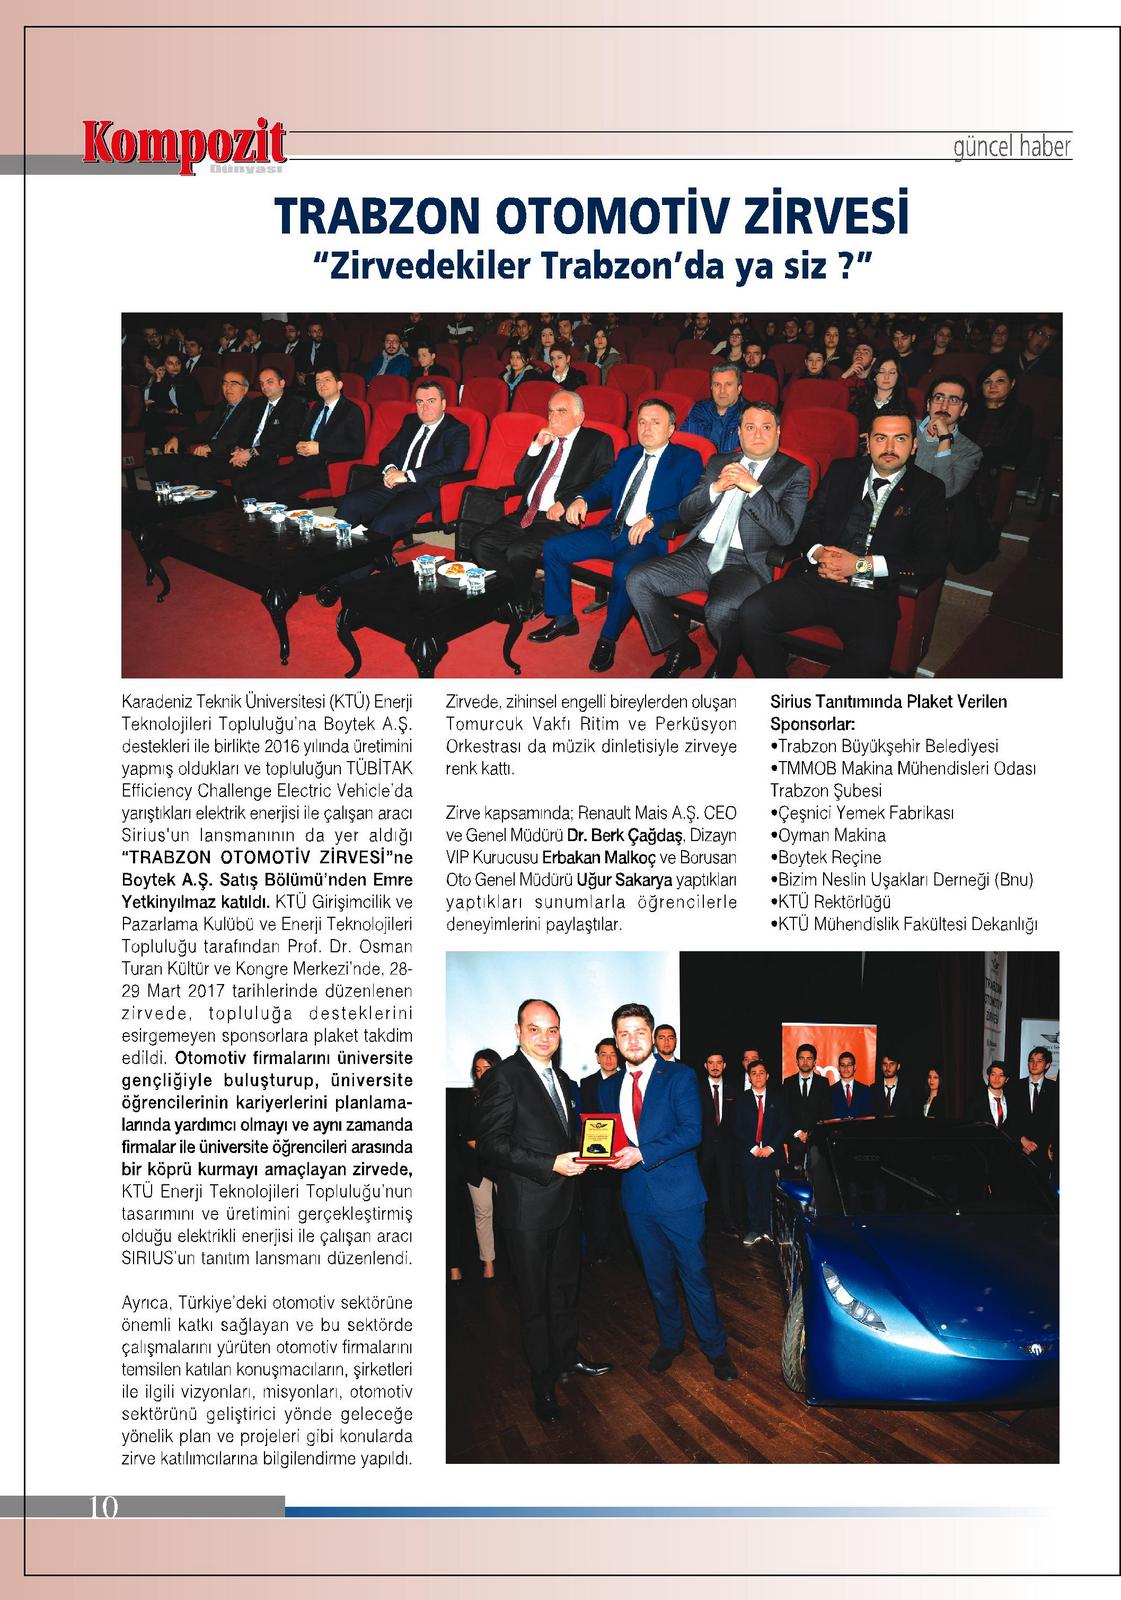 Kompozit
Dünyası
güncel haber
TRABZON OTOMOTİV ZİRVESİ
“Zirvedekiler Trabzon’da ya siz ?”
Karadeniz Teknik Üniversitesi (KTÜ) Enerji
Teknolojileri Topluluğu’na Boytek A.Ş.
destekleri ile birlikte 2016 yılında üretimini
yapmış oldukları ve topluluğun TÜBİTAK
Efficiency Challenge Electric Vehicle’da
yarıştıkları elektrik enerjisi ile çalışan aracı
Sirius'un lansmanının da yer aldığı
“TRABZON OTOMOTİV ZİRVESİ”ne
Boytek A.Ş. Satış Bölümü’nden Emre
Yetkinyılmaz katıldı. KTÜ Girişimcilik ve
Pazarlama Kulübü ve Enerji Teknolojileri
Topluluğu tarafından Prof. Dr. Osman
Turan Kültür ve Kongre Merkezi’nde, 28-
29 Mart 2017 tarihlerinde düzenlenen
zirvede, topluluğa desteklerini
esirgemeyen sponsorlara plaket takdim
edildi. Otomotiv firmalarını üniversite
gençliğiyle buluşturup, üniversite
öğrencilerinin kariyerlerini planlama-
larında yardımcı olmayı ve aynı zamanda
firmalar ile üniversite öğrencileri arasında
bir köprü kurmayı amaçlayan zirvede,
KTÜ Enerji Teknolojileri Topluluğu’nun
tasarımını ve üretimini gerçekleştirmiş
olduğu elektrikli enerjisi ile çalışan aracı
SIRIUS’un tanıtım lansmanı düzenlendi.
Ayrıca, Türkiye’deki otomotiv sektörüne
önemli katkı sağlayan ve bu sektörde
çalışmalarını yürüten otomotiv firmalarını
temsilen katılan konuşmacıların, şirketleri
ile ilgili vizyonları, misyonları, otomotiv
sektörünü geliştirici yönde geleceğe
yönelik plan ve projeleri gibi konularda
zirve katılımcılarına bilgilendirme yapıldı.
Zirvede, zihinsel engelli bireylerden oluşan
Tomurcuk Vakfı Ritim ve Perküsyon
Orkestrası da müzik dinletisiyle zirveye
renk kattı.
Zirve kapsamında; Renault Mais A.Ş. CEO
ve Genel Müdürü Dr. Berk Çağdaş, Dizayn
VIP Kurucusu Erbakan Malkoç ve Borusan
Oto Genel Müdürü Uğur Sakarya yaptıkları
yaptıkları sunumlarla öğrencilerle
deneyimlerini paylaştılar.
Sirius Tanıtımında Plaket Verilen
Sponsorlar:
•Trabzon Büyükşehir Belediyesi
•TMMOB Makina Mühendisleri Odası
Trabzon Şubesi
•Çeşnici Yemek Fabrikası
•Oyman Makina
•Boytek Reçine
•Bizim Neslin Uşakları Derneği (Bnu)
•KTÜ Rektörlüğü
•KTÜ Mühendislik Fakültesi Dekanlığı
TRABZON
OTOMOTİV
ZİRVESİ
10